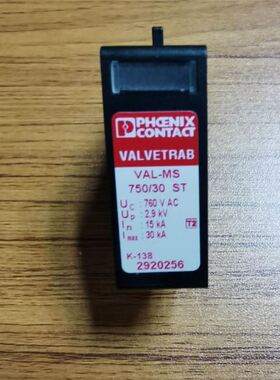 PHOENIX
CONTACT
VALVETRAB
VAL-MS
750/30 ST
UC : 760 V AC
UP : 2,9 kV
In : 15 kA T2
Imax : 30 kA
K-138
2920256